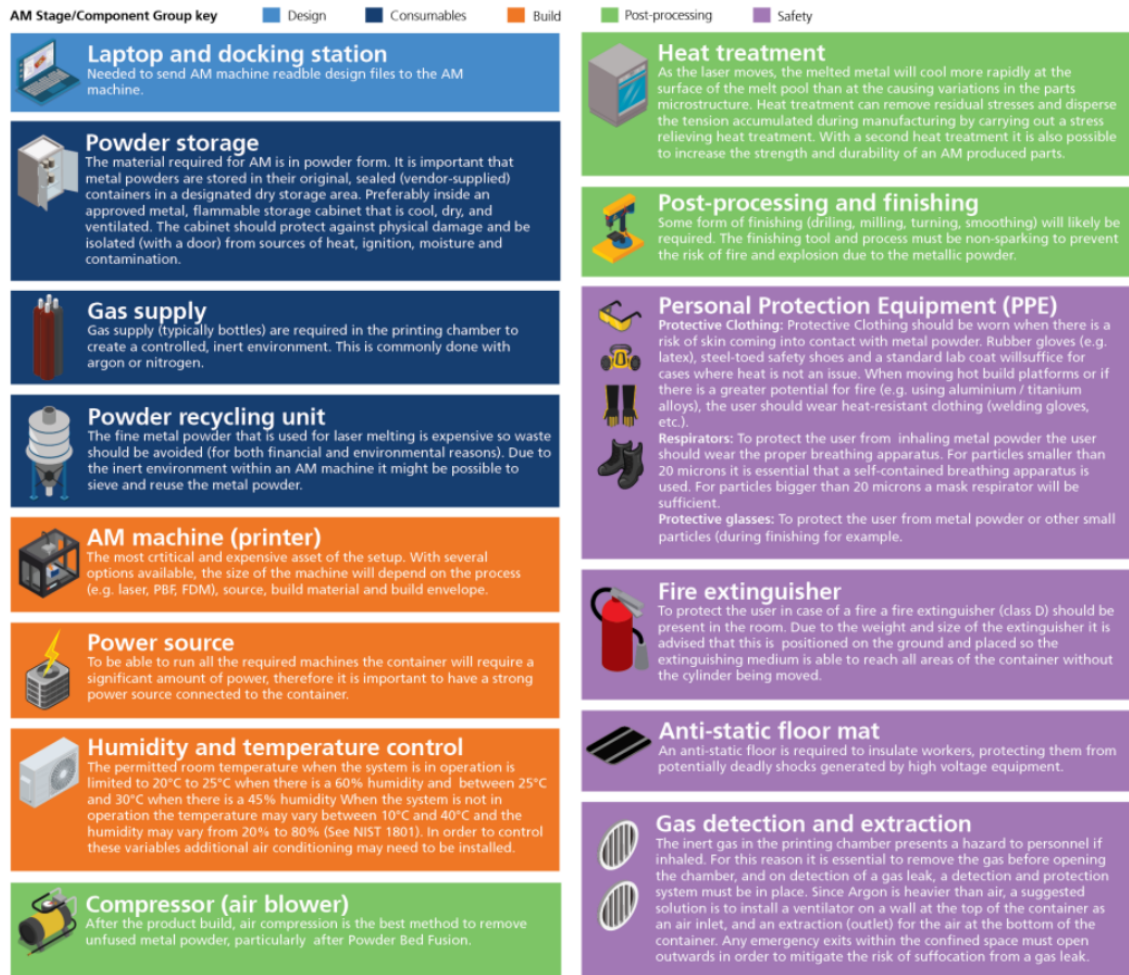 AM Stage/Component Group key
Design
Consumables
Build
Post-processing
Safety
Laptop and docking station
Needed to send AM machine readble design files to the AM
machine.
Powder storage
The material required for AM is in powder form. It is important that
metal powders are stored in their original, sealed (vendor-supplied)
containers in a designated dry storage area. Preferably inside an
approved metal, flammable storage cabinet that is cool, dry, and
ventilated. The cabinet should protect against physical damage and be
isolated (with a door) from sources of heat, ignition, moisture and
contamination.
Gas supply
Gas supply (typically bottles) are required in the printing chamber to
create a controlled, inert environment. This is commonly done with
argon or nitrogen.
Powder recycling unit
The fine metal powder that is used for laser melting is expensive so waste
should be avoided (for both financial and environmental reasons). Due to
the inert environment within an AM machine it might be possible to
sieve and reuse the metal powder.
AM machine (printer)
The most crtitical and expensive asset of the setup. With several
options available, the size of the machine will depend on the process
(e.g. laser, PBF, FDM), source, build material and build envelope.
Power source
To be able to run all the required machines the container will require a
significant amount of power, therefore it is important to have a strong
power source connected to the container.
Humidity and temperature control
The permitted room temperature when the system is in operation is
limited to 20°C to 25°C when there is a 60% humidity and between 25°C
and 30°C when there is a 45% humidity When the system is not in
operation the temperature may vary between 10°C and 40°C and the
humidity may vary from 20% to 80% (See NIST 1801). In order to control
these variables additional air conditioning may need to be installed.
Compressor (air blower)
After the product build, air compression is the best method to remove
unfused metal powder, particularly after Powder Bed Fusion.
Heat treatment
As the laser moves, the melted metal will cool more rapidly at the
surface of the melt pool than at the causing variations in the parts
microstructure. Heat treatment can remove residual stresses and disperse
the tension accumulated during manufacturing by carrying out a stress
relieving heat treatment. With a second heat treatment it is also possible
to increase the strength and durability of an AM produced parts.
Post-processing and finishing
Some form of finishing (driling, milling, turning, smoothing) will likely be
required. The finishing tool and process must be non-sparking to prevent
the risk of fire and explosion due to the metallic powder.
Personal Protection Equipment (PPE)
Protective Clothing: Protective Clothing should be worn when there is a
risk of skin coming into contact with metal powder. Rubber gloves (e.g.
latex), steel-toed safety shoes and a standard lab coat willsuffice for
cases where heat is not an issue. When moving hot build platforms or if
there is a greater potential for fire (e.g. using aluminium / titanium
alloys), the user should wear heat-resistant clothing (welding gloves,
etc.).
Respirators: To protect the user from inhaling metal powder the user
should wear the proper breathing apparatus. For particles smaller than
20 microns it is essential that a self-contained breathing apparatus is
used. For particles bigger than 20 microns a mask respirator will be
sufficient.
Protective glasses: To protect the user from metal powder or other small
particles (during finishing for example.
Fire extinguisher
To protect the user in case of a fire a fire extinguisher (class D) should be
present in the room. Due to the weight and size of the extinguisher it is
advised that this is positioned on the ground and placed so the
extinguishing medium is able to reach all areas of the container without
the cylinder being moved.
Anti-static floor mat
An anti-static floor is required to insulate workers, protecting them from
potentially deadly shocks generated by high voltage equipment.
Gas detection and extraction
The inert gas in the printing chamber presents a hazard to personnel if
inhaled. For this reason it is essential to remove the gas before opening
the chamber, and on detection of a gas leak, a detection and protection
system must be in place. Since Argon is heavier than air, a suggested
solution is to install a ventilator on a wall at the top of the container as
an air inlet, and an extraction (outlet) for the air at the bottom of the
container. Any emergency exits within the confined space must open
outwards in order to mitigate the risk of suffocation from a gas leak.